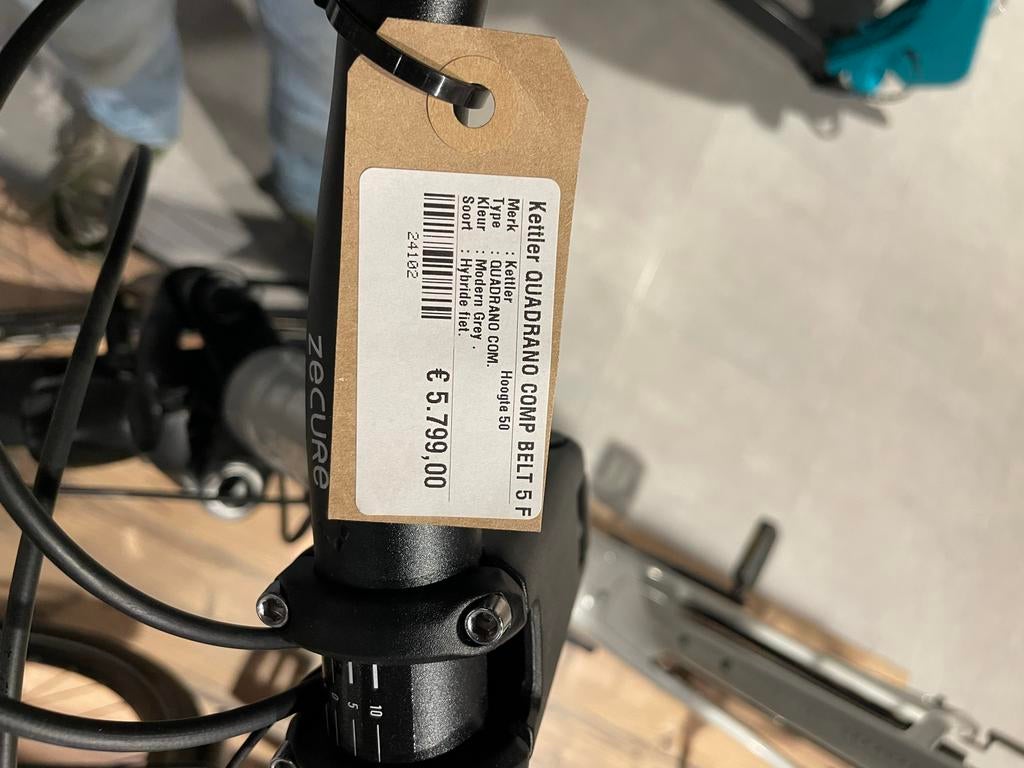 Kettler QUADRANO COMP BELT 5 F
Merk : Kettler Hoogte 50
Type : QUADRANO.COM.
Kleur : Modern Grey .
Soort : Hybride fiet.
24102
€ 5.799,00
zecure
10
5
0